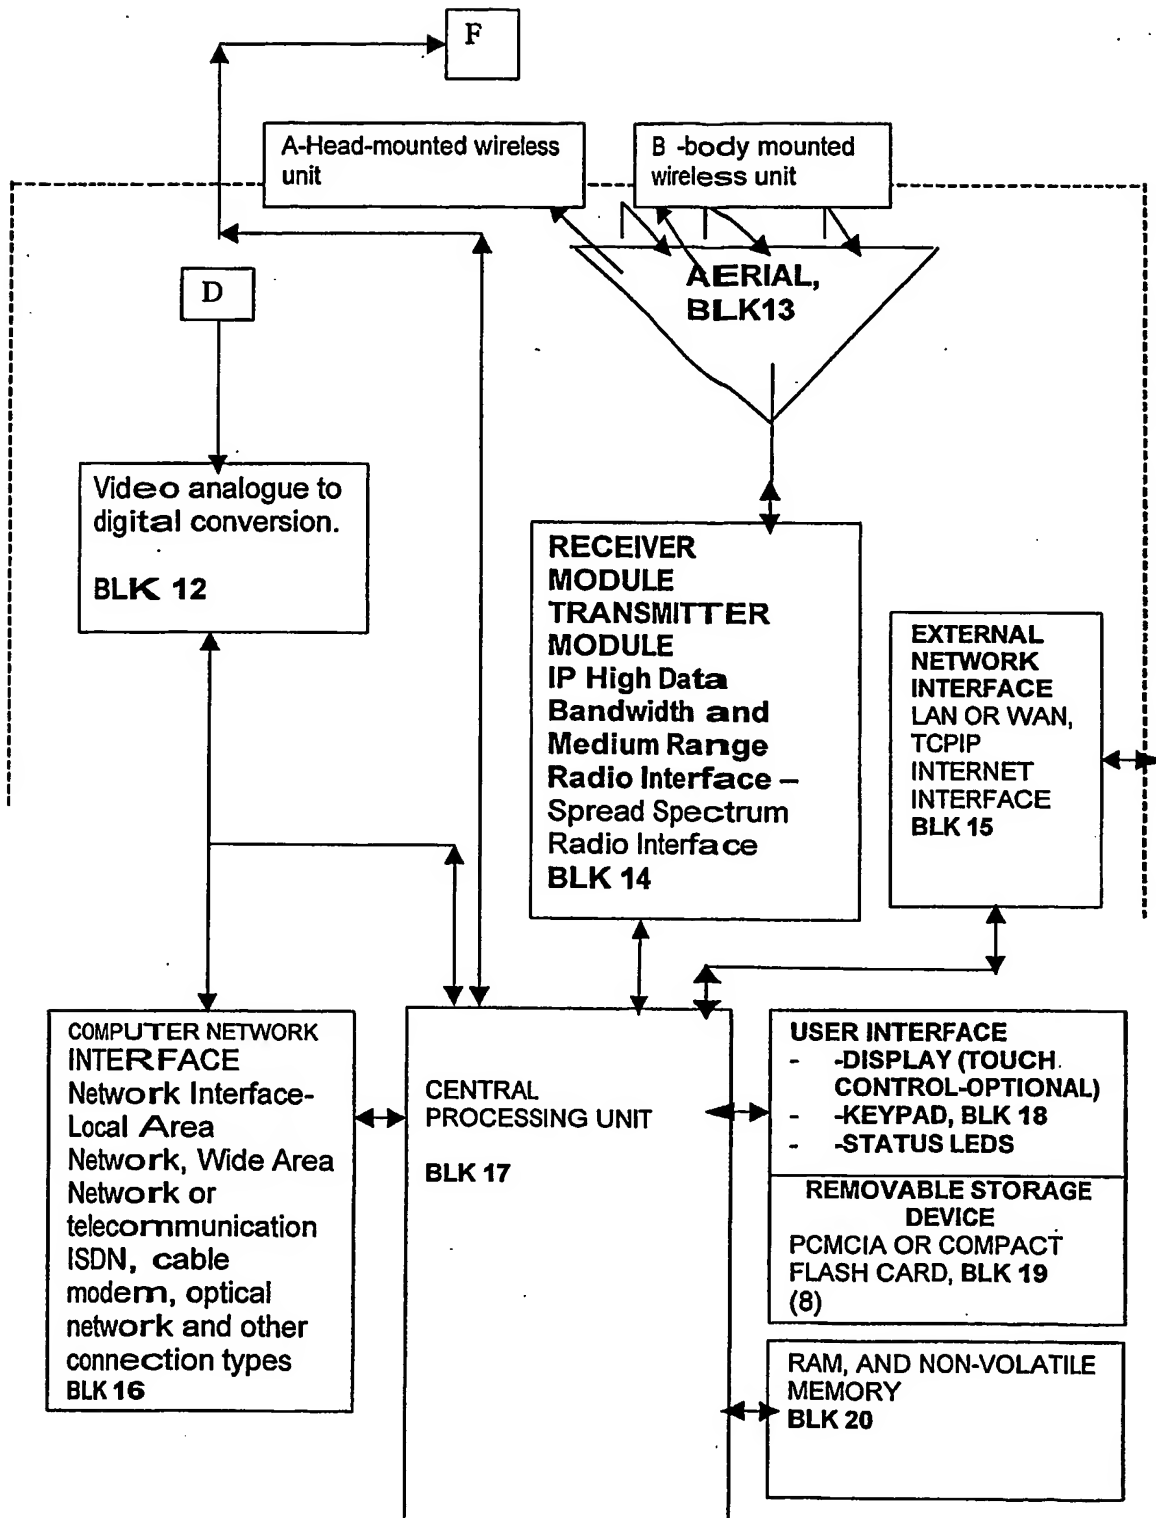 F
A-Head-mounted wireless
unit
B -body mounted
wireless unit
D
AERIAL,
BLK13
Video analogue to
digital conversion.
BLK 12
RECEIVER
MODULE
TRANSMITTER
MODULE
IP High Data
Bandwidth and
Medium Range
Radio Interface –
Spread Spectrum
Radio Interface
BLK 14
EXTERNAL
NETWORK
INTERFACE
LAN OR WAN,
TCPIP
INTERNET
INTERFACE
BLK 15
COMPUTER NETWORK
INTERFACE
Network Interface-
Local Area
Network, Wide Area
Network or
telecommunication
ISDN, cable
modem, optical
network and other
connection types
BLK 16
CENTRAL
PROCESSING UNIT
BLK 17
USER INTERFACE
- -DISPLAY (TOUCH
CONTROL-OPTIONAL)
- -KEYPAD, BLK 18
- -STATUS LEDS
REMOVABLE STORAGE
DEVICE
PCMCIA OR COMPACT
FLASH CARD, BLK 19
(8)
RAM, AND NON-VOLATILE
MEMORY
BLK 20